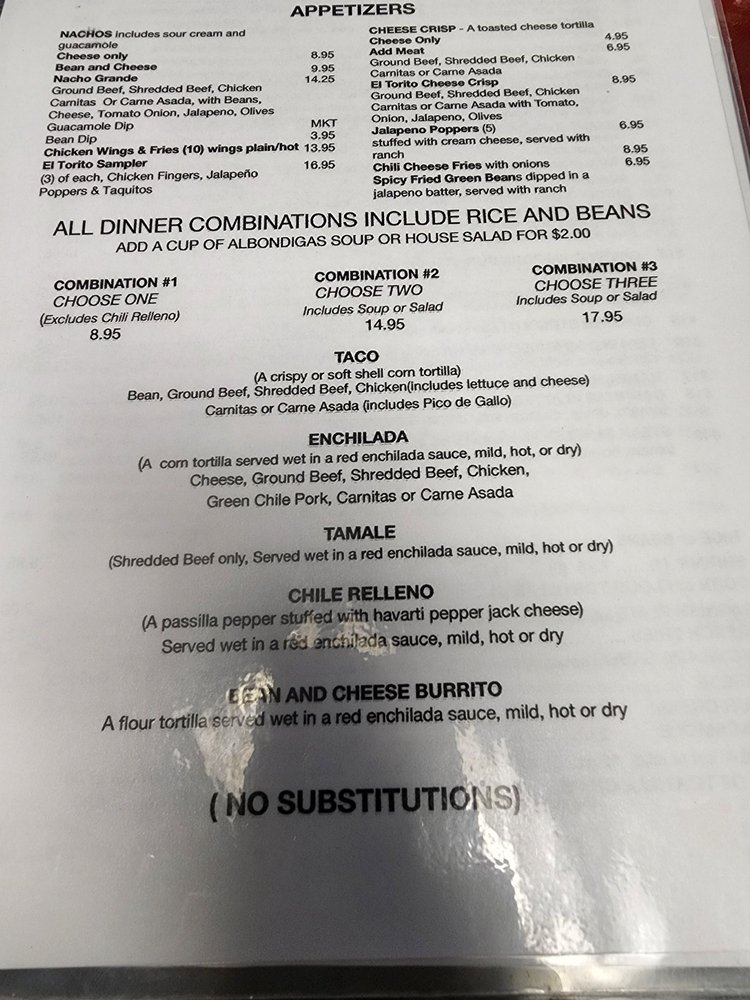 APPETIZERS
NACHOS includes sour cream and
guacamole
Cheese only 8.95
Bean and Cheese 9.95
Nacho Grande 14.25
Ground Beef, Shredded Beef, Chicken
Carnitas Or Carne Asada, with Beans,
Cheese, Tomato Onion, Jalapeno, Olives
Guacamole Dip MKT
Bean Dip 3.95
Chicken Wings & Fries (10) wings plain/hot 13.95
El Torito Sampler 16.95
(3) of each, Chicken Fingers, Jalapeño
Poppers & Taquitos
CHEESE CRISP - A toasted cheese tortilla
Cheese Only 4.95
Add Meat 6.95
Ground Beef, Shredded Beef, Chicken
Carnitas or Carne Asada
El Torito Cheese Crisp 8.95
Ground Beef, Shredded Beef, Chicken
Carnitas or Carne Asada with Tomato,
Onion, Jalapeno, Olives
Jalapeno Poppers (5) 6.95
stuffed with cream cheese, served with
ranch 8.95
Chili Cheese Fries with onions 6.95
Spicy Fried Green Beans dipped in a
jalapeno batter, served with ranch
ALL DINNER COMBINATIONS INCLUDE RICE AND BEANS
ADD A CUP OF ALBONDIGAS SOUP OR HOUSE SALAD FOR $2.00
COMBINATION #1
CHOOSE ONE
(Excludes Chili Relleno)
8.95
COMBINATION #2
CHOOSE TWO
Includes Soup or Salad
14.95
COMBINATION #3
CHOOSE THREE
Includes Soup or Salad
17.95
TACO
(A crispy or soft shell corn tortilla)
Bean, Ground Beef, Shredded Beef, Chicken(includes lettuce and cheese)
Carnitas or Carne Asada (includes Pico de Gallo)
ENCHILADA
(A corn tortilla served wet in a red enchilada sauce, mild, hot, or dry)
Cheese, Ground Beef, Shredded Beef, Chicken,
Green Chile Pork, Carnitas or Carne Asada
TAMALE
(Shredded Beef only, Served wet in a red enchilada sauce, mild, hot or dry)
CHILE RELLENO
(A passilla pepper stuffed with havarti pepper jack cheese)
Served wet in a red enchilada sauce, mild, hot or dry
BEAN AND CHEESE BURRITO
A flour tortilla served wet in a red enchilada sauce, mild, hot or dry
( NO SUBSTITUTIONS)